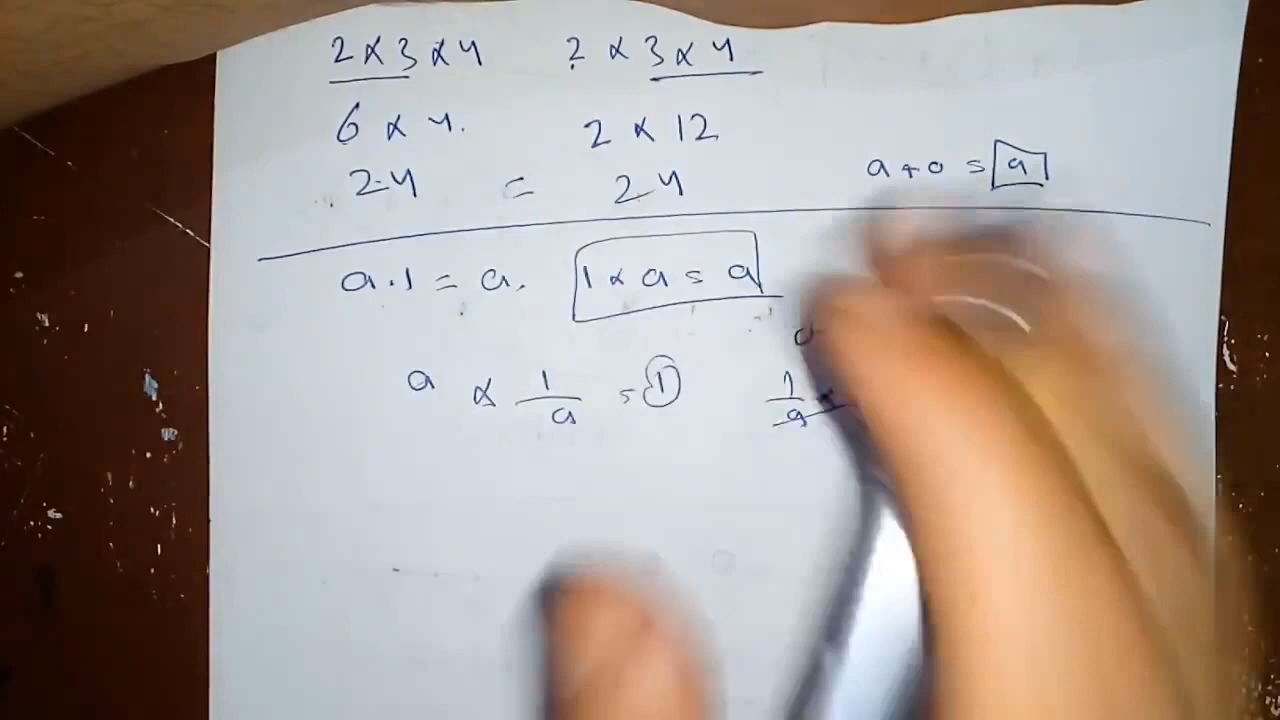 2 × 3 × 4 2 × 3 × 4
6 × 4. 2 × 12
24 = 24
a + 0 = a
a . 1 = a. 1 × a = a
a × 1/a = 1 1/a